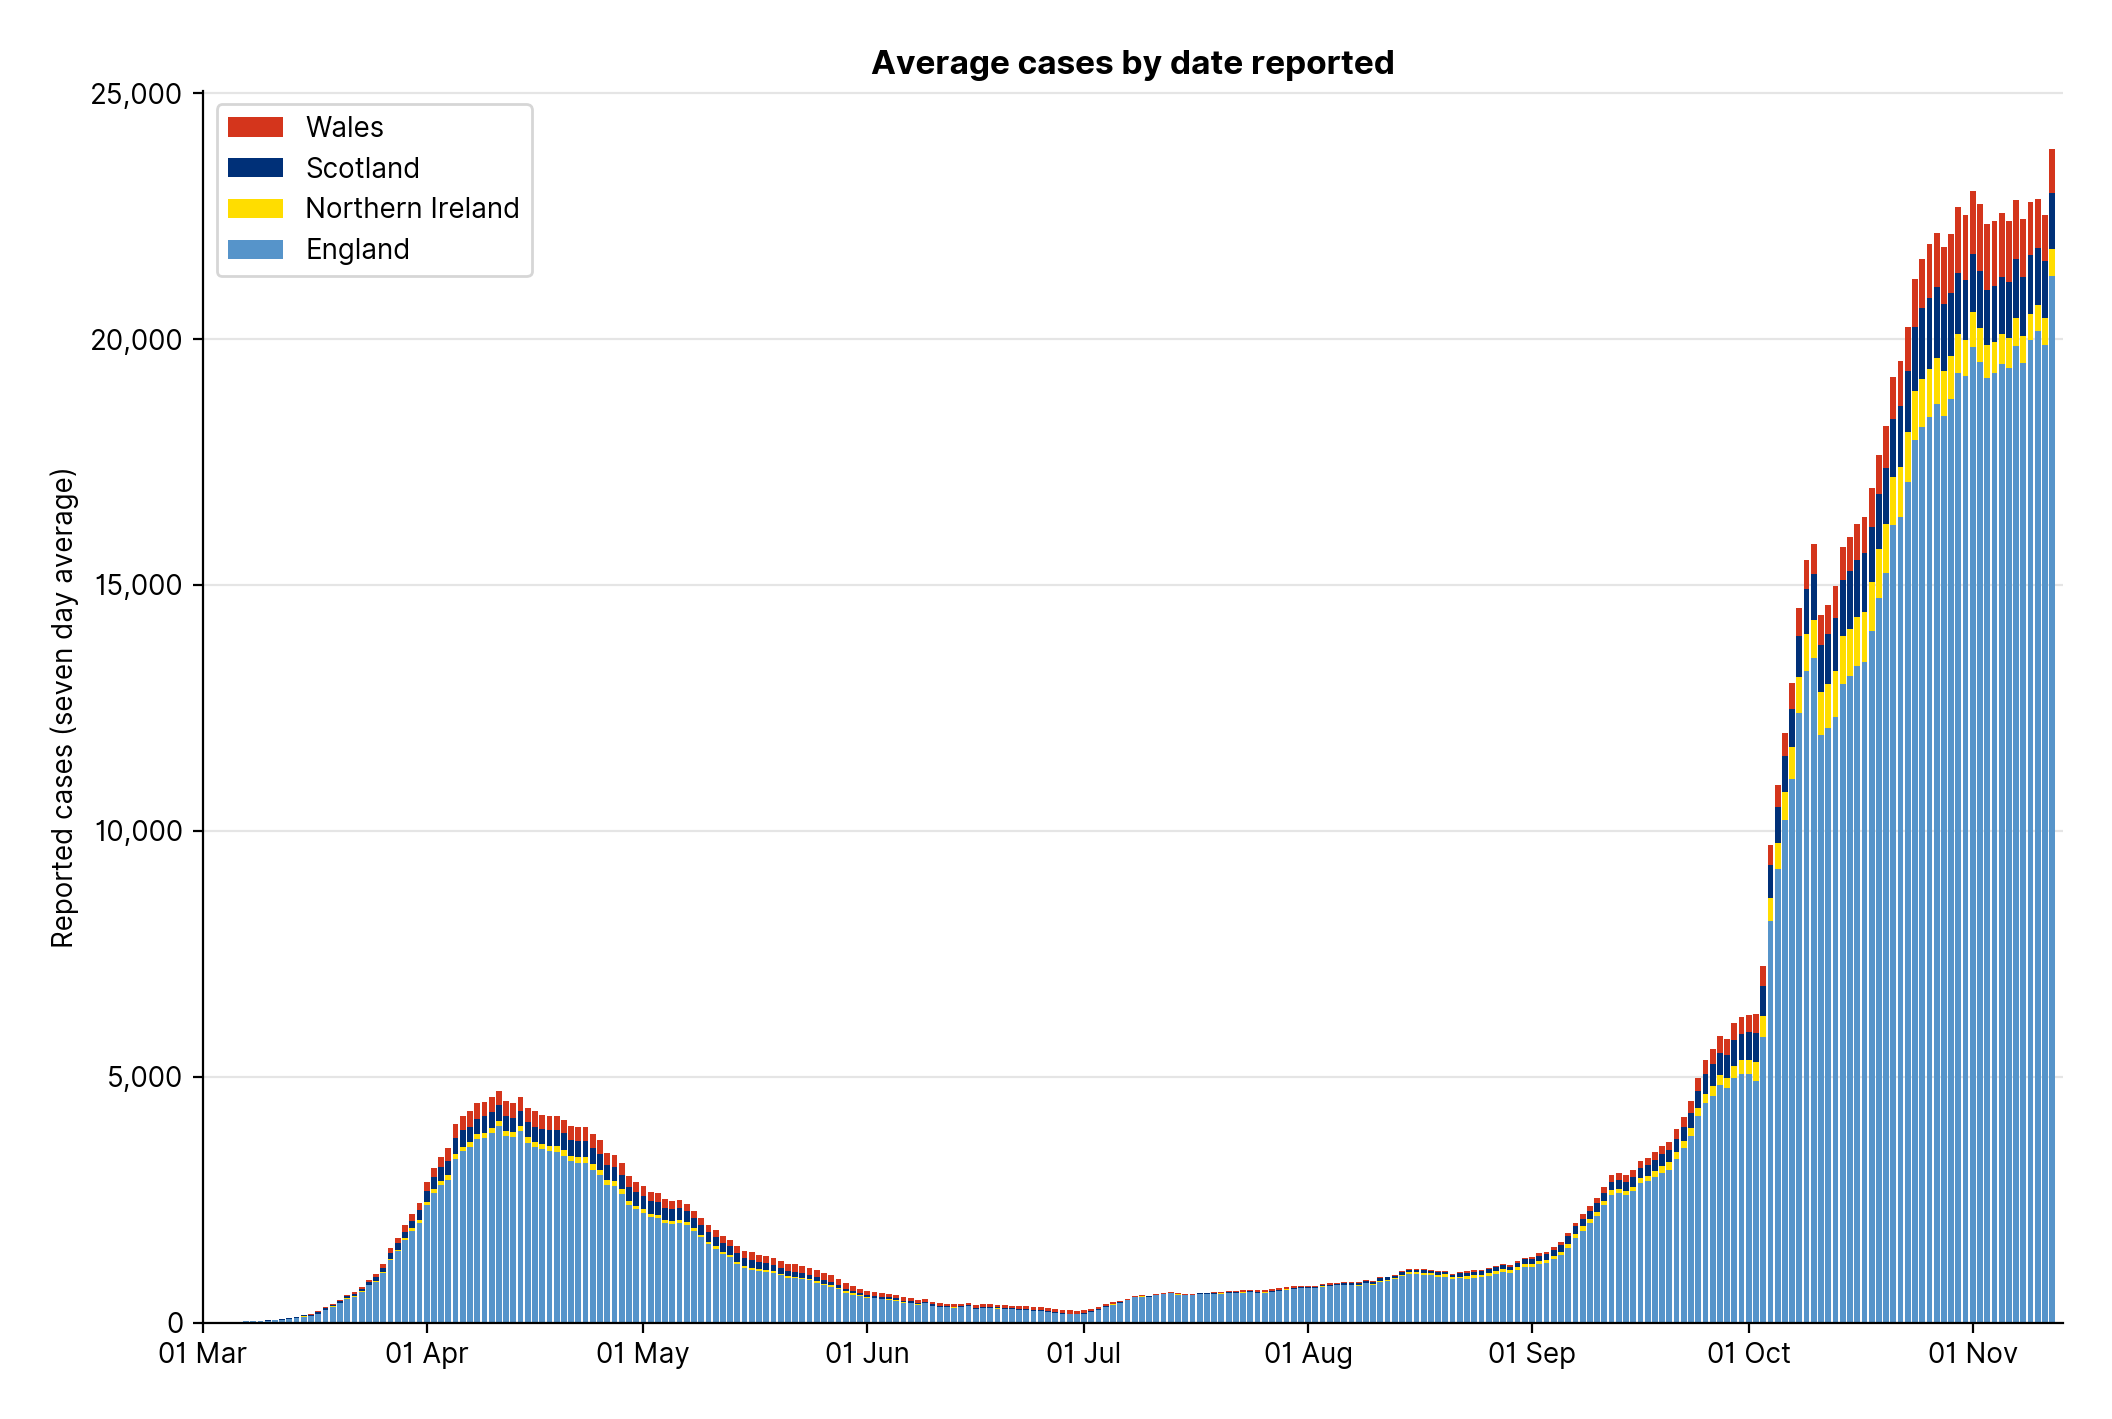 Average cases by date reported
25,000
Wales
Scotland
Northern Ireland
England
20,000
15,000
10,000
5,000
0
Reported cases (seven day average)
01 Mar
01 Apr
01 May
01 Jun
01 Jul
01 Aug
01 Sep
01 Oct
01 Nov